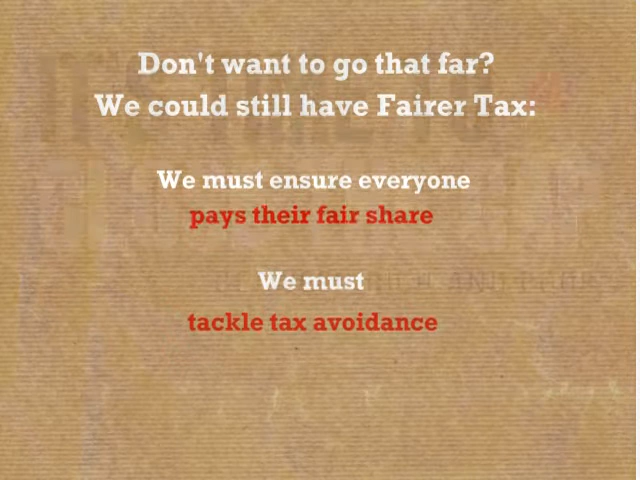 Don't want to go that far?
We could still have Fairer Tax:
We must ensure everyone
pays their fair share
We must
tackle tax avoidance